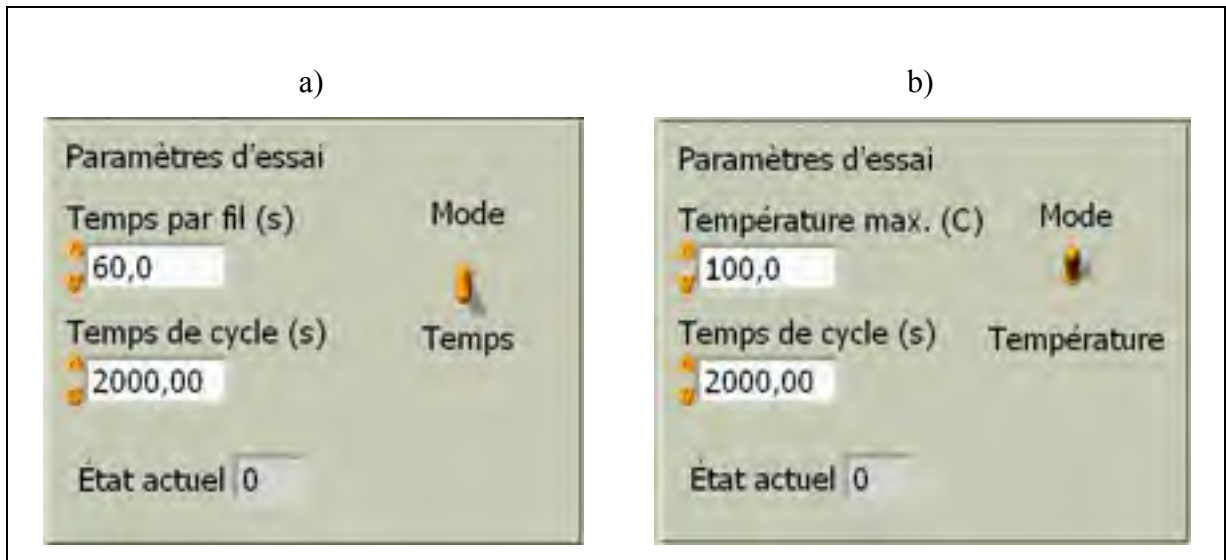 a)
Paramètres d'essai
Temps par fil (s)
Mode
60,0
Temps de cycle (s)
Temps
2000,00
État actuel 0
b)
Paramètres d'essai
Température max. (C)
Mode
100,0
Temps de cycle (s)
Température
2000,00
État actuel 0